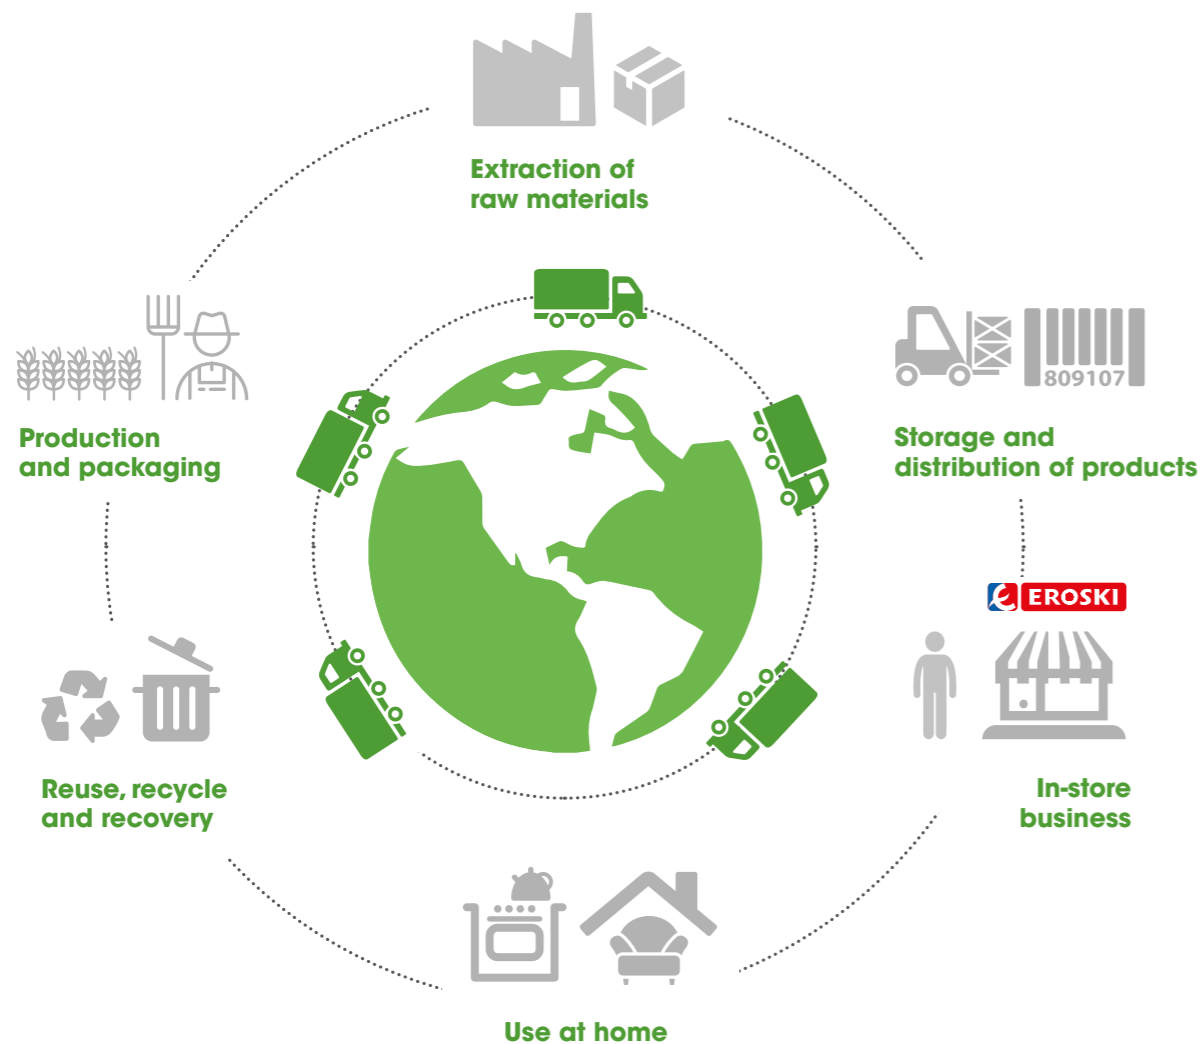 Extraction of
raw materials
Production
and packaging
809107
Storage and
distribution of products
EROSKI
Reuse, recycle
and recovery
In-store
business
Use at home